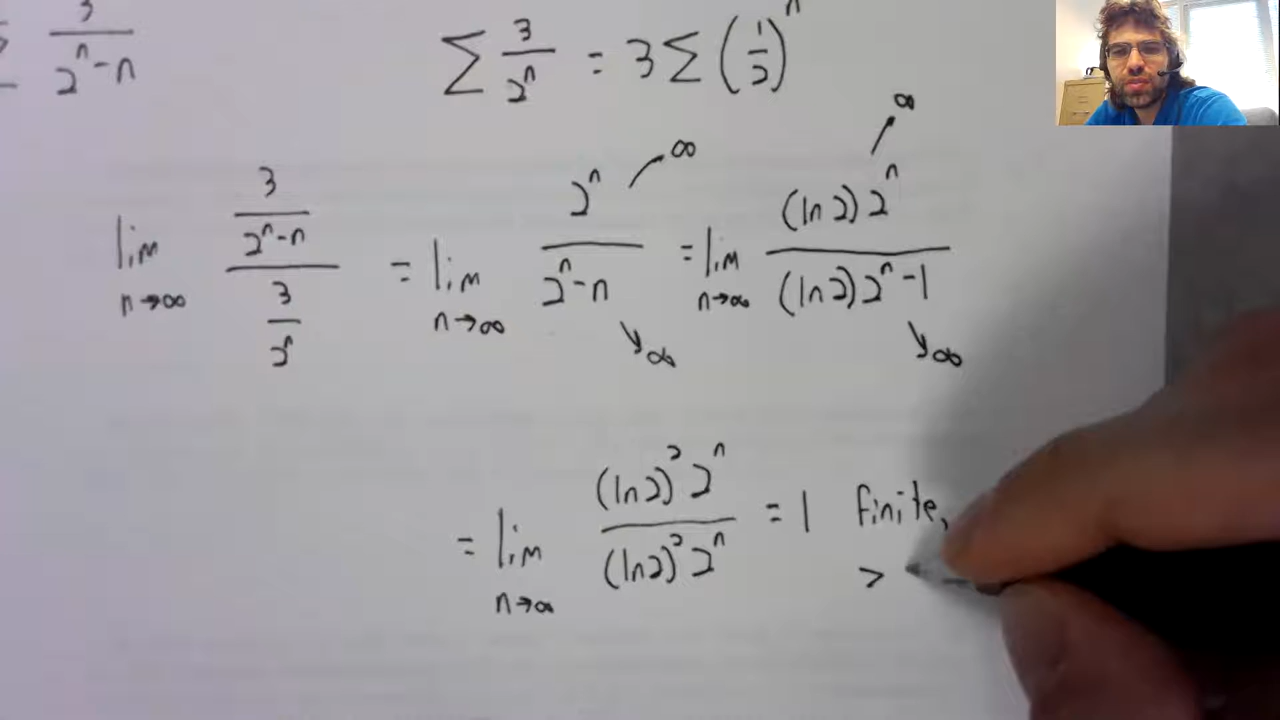 Σ 3/(2^n - n)    Σ 3/2^n = 3 Σ (1/2)^n
lim n→∞ (3/(2^n - n))/(3/2^n) = lim n→∞ 2^n/(2^n - n) = lim n→∞ (ln 2) 2^n/((ln 2) 2^n - 1)
↗∞ ↗∞
↘∞ ↘∞
= lim n→∞ (ln 2)^2 2^n/((ln 2)^2 2^n) = 1 finite,
>